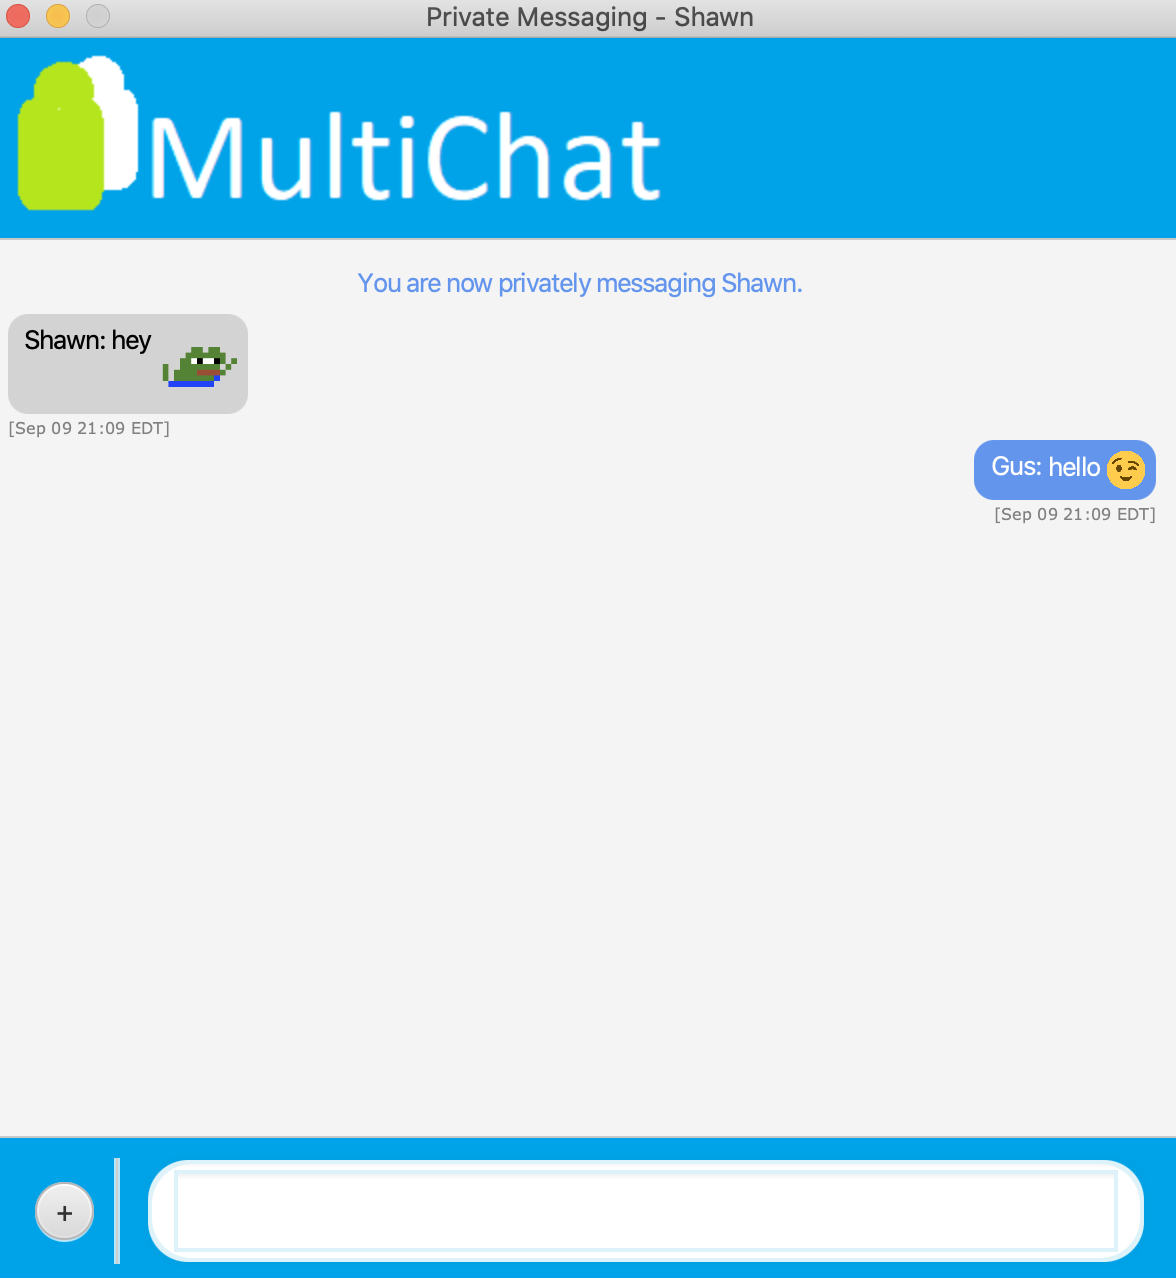 Private Messaging - Shawn
MultiChat
You are now privately messaging Shawn.
Shawn: hey
[Sep 09 21:09 EDT]
Gus: hello 😉
[Sep 09 21:09 EDT]
+